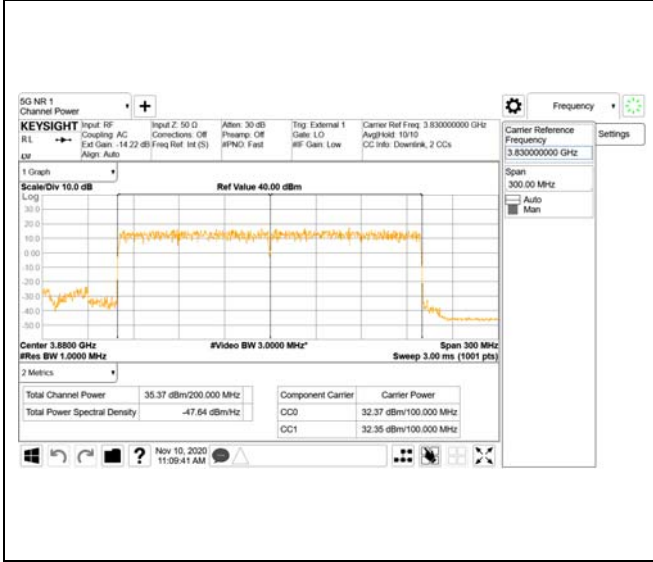 5G NR 1
Channel Power
Frequency
KEYSIGHT
RL
Input: RF
Coupling: AC
Ext Gain: -14.22 dB
Align: Auto
Input Z: 50 Ω
Corrections: Off
Freq Ref: Int (S)
Atten: 30 dB
Preamp: Off
#PNO: Fast
Trig: External 1
Gate: LO
#IF Gain: Low
Carrier Ref Freq: 3.830000000 GHz
Avg|Hold: 10/10
CC Info: Downlink, 2 CCs
Carrier Reference
Frequency
3.830000000 GHz
Settings
Span
300.00 MHz
Auto
Man
1 Graph
Scale/Div 10.0 dB
Ref Value 40.00 dBm
Log
30.0
20.0
10.0
0.00
-10.0
-20.0
-30.0
-40.0
-50.0
Center 3.8800 GHz
#Video BW 3.0000 MHz*
Span 300 MHz
#Res BW 1.0000 MHz
Sweep 3.00 ms (1001 pts)
2 Metrics
Total Channel Power 35.37 dBm/200.000 MHz
Total Power Spectral Density -47.64 dBm/Hz
Component Carrier Carrier Power
CC0 32.37 dBm/100.000 MHz
CC1 32.35 dBm/100.000 MHz
?
Nov 10, 2020
11:09:41 AM